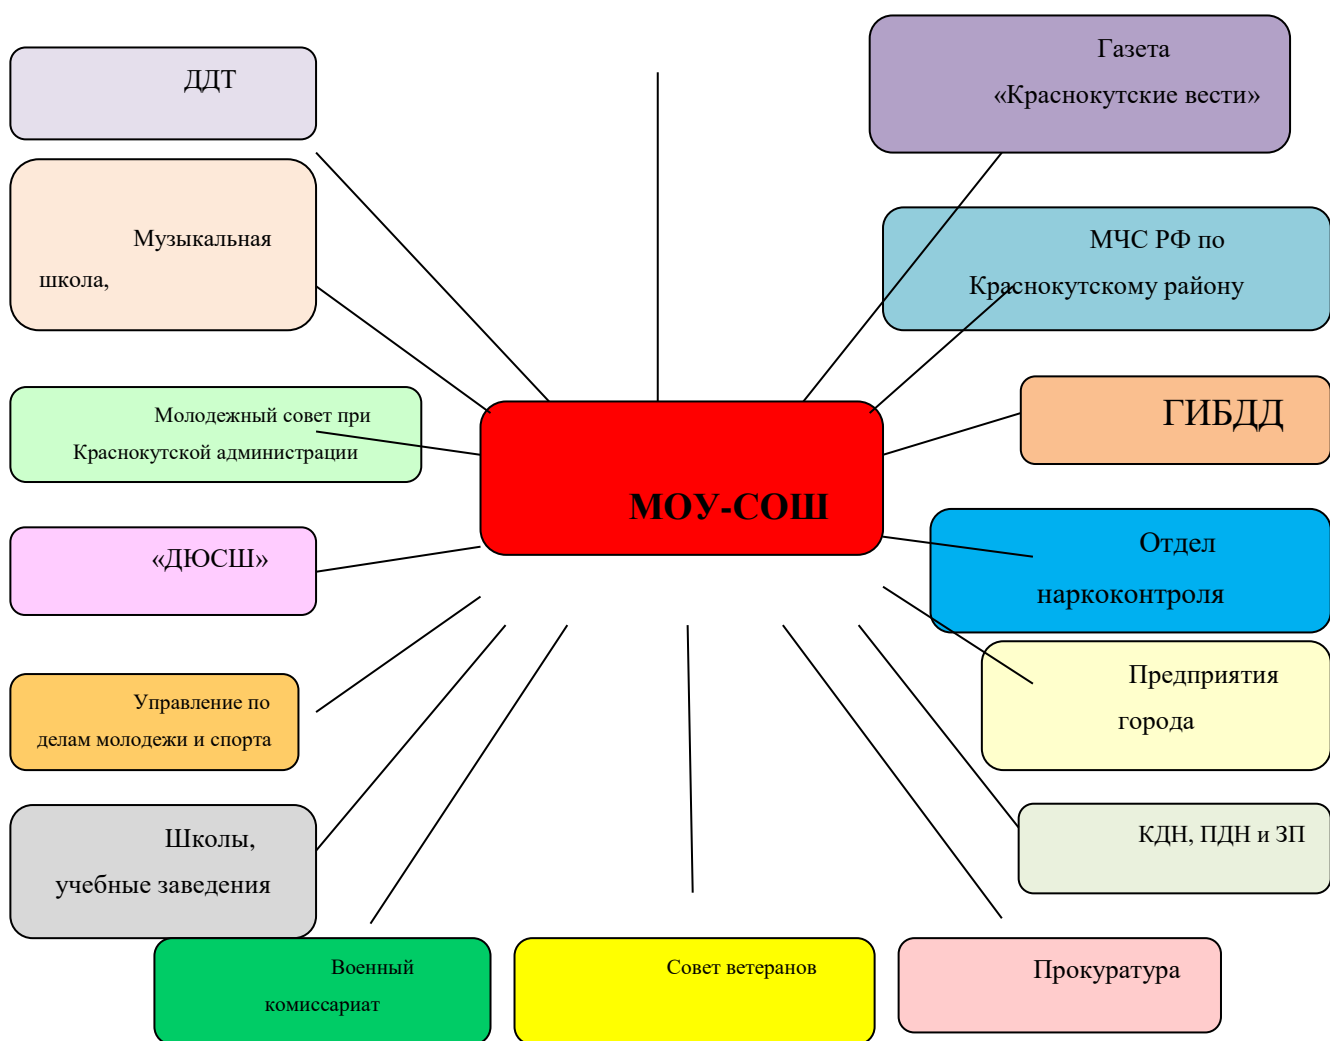 ДДТ
Газета
«Краснокутские вести»
Музыкальная
школа,
МЧС РФ по
Краснокутскому району
Молодежный совет при
Краснокутской администрации
ГИБДД
МОУ-СОШ
«ДЮСШ»
Отдел
наркоконтроля
Управление по
делам молодежи и спорта
Предприятия
города
Школы,
учебные заведения
КДН, ПДН и ЗП
Военный
комиссариат
Совет ветеранов
Прокуратура